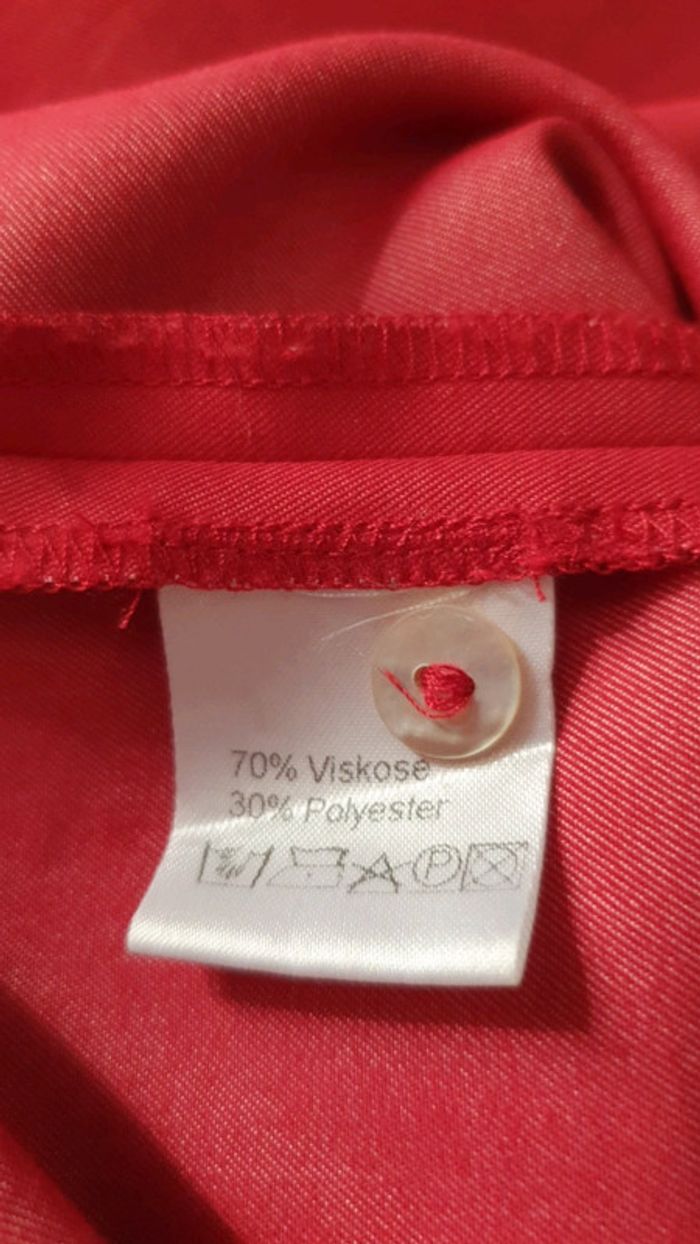 70% Viskose
30% Polyester
P